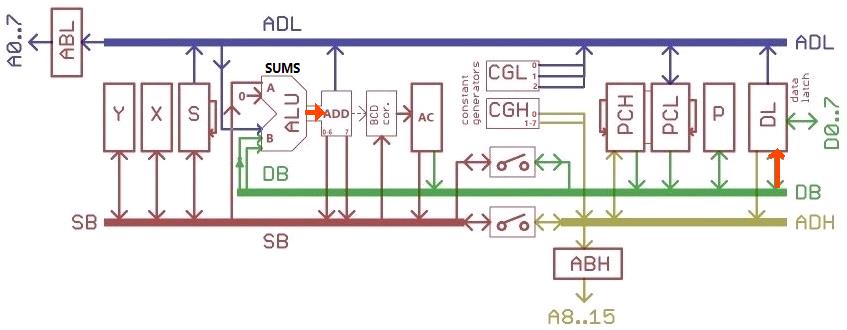 A0..7
ABL
ADL
ADL
SUMS
Y
X
S
0
A
B
ALU
ADD
0-6 7
BCD
cor.
AC
constant
generators
CGL
0
1
2
CGH
0
1-7
PCH
PCL
P
DL
data
latch
D0..7
DB
DB
SB
SB
ADH
ABH
A8..15